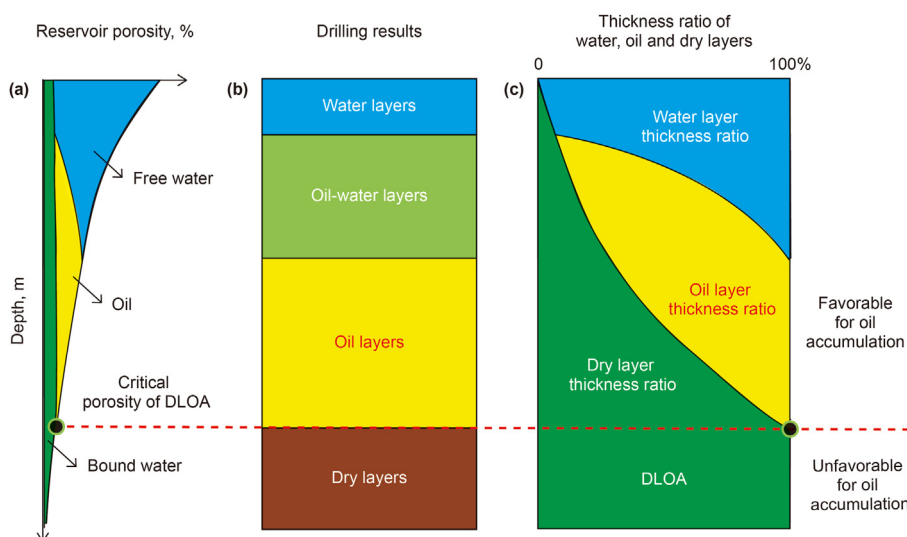 Reservoir porosity, %
Drilling results
Thickness ratio of
water, oil and dry layers
0
100%
(a)
(b)
(c)
Free water
Oil
Depth, m
Critical
porosity of DLOA
Bound water
Water layers
Oil-water layers
Oil layers
Dry layers
Water layer
thickness ratio
Oil layer
thickness ratio
Dry layer
thickness ratio
DLOA
Favorable
for oil
accumulation
Unfavorable
for oil
accumulation